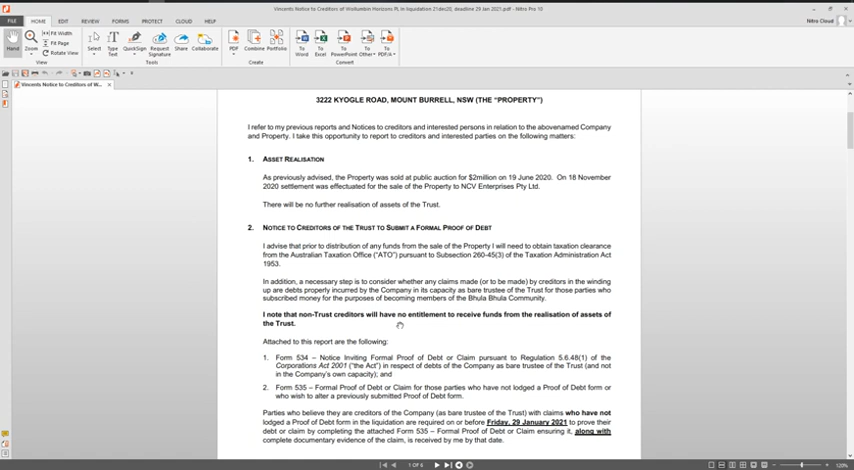 Vincents Notice to Creditors of Wollumbin Horizons PL in liquidation 21dec20, deadline 29 Jan 2021.pdf - Nitro Pro 10
FILE HOME EDIT REVIEW FORMS PROTECT CLOUD HELP Nitro Cloud
Hand Zoom Fit Width Fit Page Rotate View Select Type Text QuickSign Request Signature Share Collaborate PDF Combine Portfolio To Word To Excel To PowerPoint To Other To PDF/A
View Tools Create Convert
Vincents Notice to Creditors of W...
3222 KYOGLE ROAD, MOUNT BURRELL, NSW (THE “PROPERTY”)
I refer to my previous reports and Notices to creditors and interested persons in relation to the abovenamed Company
and Property. I take this opportunity to report to creditors and interested parties on the following matters:
1. ASSET REALISATION
As previously advised, the Property was sold at public auction for $2million on 19 June 2020. On 18 November
2020 settlement was effectuated for the sale of the Property to NCV Enterprises Pty Ltd.
There will be no further realisation of assets of the Trust.
2. NOTICE TO CREDITORS OF THE TRUST TO SUBMIT A FORMAL PROOF OF DEBT
I advise that prior to distribution of any funds from the sale of the Property I will need to obtain taxation clearance
from the Australian Taxation Office (“ATO”) pursuant to Subsection 260-45(3) of the Taxation Administration Act
1953.
In addition, a necessary step is to consider whether any claims made (or to be made) by creditors in the winding
up are debts properly incurred by the Company in its capacity as bare trustee of the Trust for those parties who
subscribed money for the purposes of becoming members of the Bhula Bhula Community.
I note that non-Trust creditors will have no entitlement to receive funds from the realisation of assets of
the Trust.
Attached to this report are the following:
1. Form 534 – Notice Inviting Formal Proof of Debt or Claim pursuant to Regulation 5.6.48(1) of the
Corporations Act 2001 (“the Act”) in respect of debts of the Company as bare trustee of the Trust (and not
in the Company’s own capacity); and
2. Form 535 – Formal Proof of Debt or Claim for those parties who have not lodged a Proof of Debt form or
who wish to alter a previously submitted Proof of Debt form.
Parties who believe they are creditors of the Company (as bare trustee of the Trust) with claims who have not
lodged a Proof of Debt form in the liquidation are required on or before Friday, 29 January 2021 to prove their
debt or claim by completing the attached Form 535 – Formal Proof of Debt or Claim ensuring it, along with
complete documentary evidence of the claim, is received by me by that date.
1 OF 6
120%